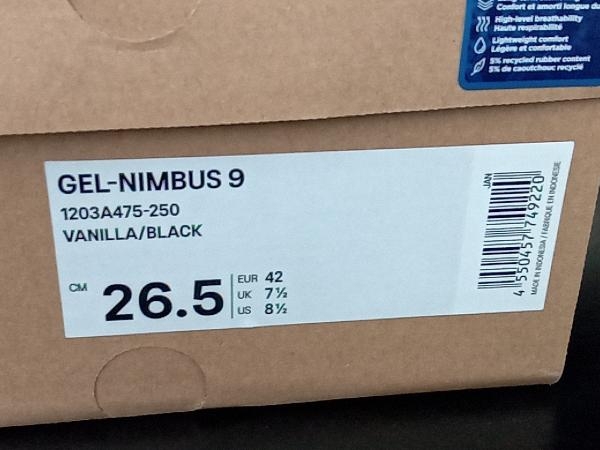 Confort et amorti longue du
High-level breathability
Haute respirabilité
Lightweight comfort
Légère et confortable
5% recycled rubber content
5% de caoutchouc recyclé
GEL-NIMBUS 9
1203A475-250
VANILLA/BLACK
CM 26.5
EUR 42
UK 7½
US 8½
JAN
4 550457 749220
MADE IN INDONESIA / FABRIQUE EN INDONESIE